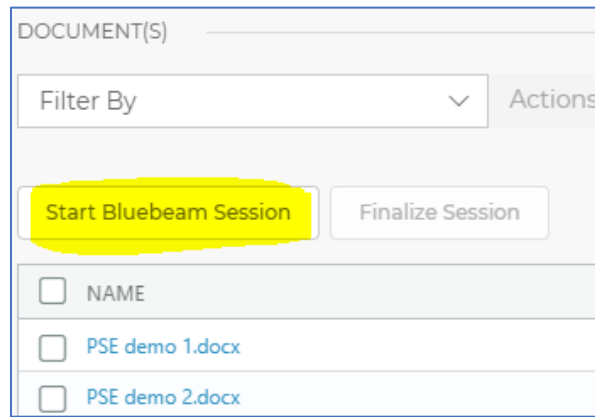 DOCUMENT(S)
Filter By Actions
Start Bluebeam Session Finalize Session
NAME
PSE demo 1.docx
PSE demo 2.docx